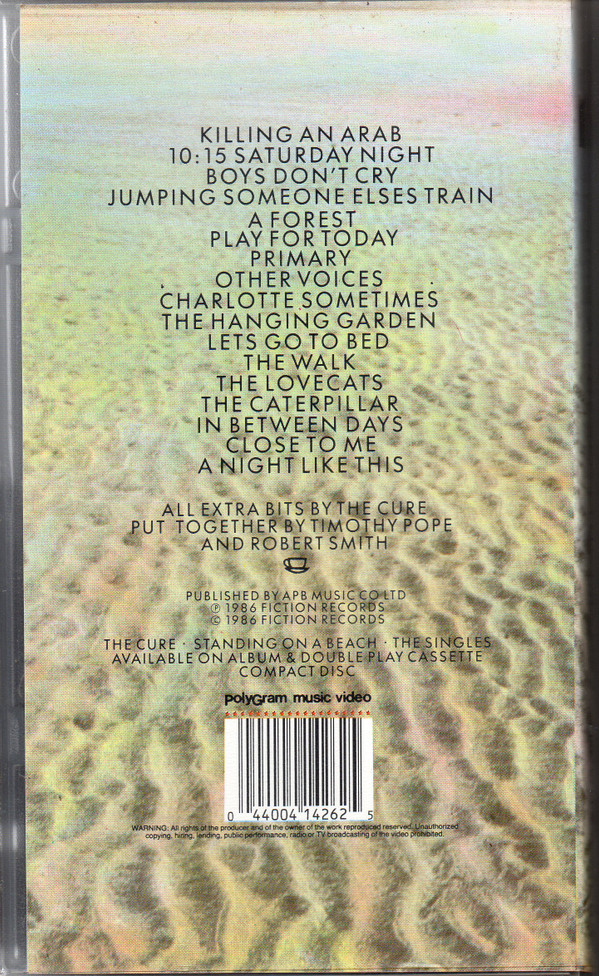 KILLING AN ARAB
10:15 SATURDAY NIGHT
BOYS DON'T CRY
JUMPING SOMEONE ELSES TRAIN
A FOREST
PLAY FOR TODAY
PRIMARY
OTHER VOICES
CHARLOTTE SOMETIMES
THE HANGING GARDEN
LETS GO TO BED
THE WALK
THE LOVECATS
THE CATERPILLAR
IN BETWEEN DAYS
CLOSE TO ME
A NIGHT LIKE THIS
ALL EXTRA BITS BY THE CURE
PUT TOGETHER BY TIMOTHY POPE
AND ROBERT SMITH
PUBLISHED BY APB MUSIC CO LTD
℗ 1986 FICTION RECORDS
© 1986 FICTION RECORDS
THE CURE · STANDING ON A BEACH · THE SINGLES
AVAILABLE ON ALBUM & DOUBLE PLAY CASSETTE
COMPACT DISC
polyGram music video
0 44004 14262 5
WARNING: All rights of the producer and of the owner of the work reproduced reserved. Unauthorized
copying, hiring, lending, public performance, radio or TV broadcasting of the video prohibited.